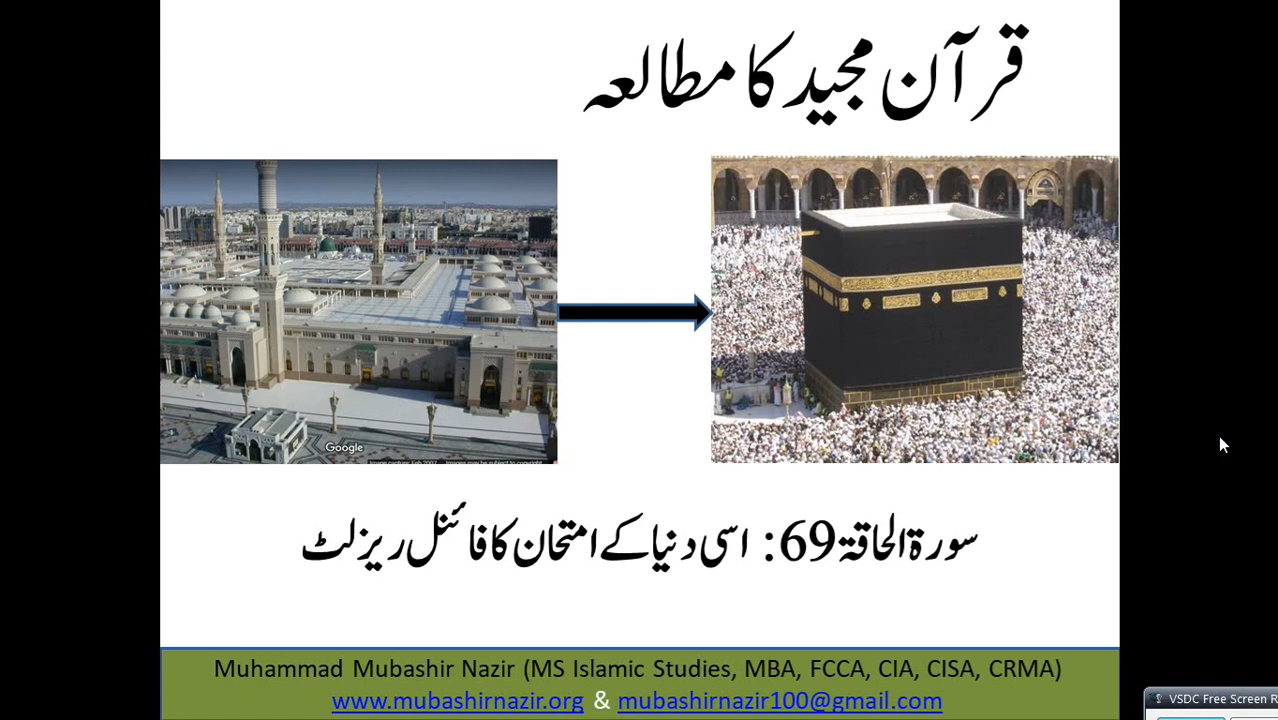 قرآن مجید کا مطالعہ
Google
سورۃ الحاقۃ 69: اسی دنیا کے امتحان کا فائنل ریزلٹ
Muhammad Mubashir Nazir (MS Islamic Studies, MBA, FCCA, CIA, CISA, CRMA)
www.mubashirnazir.org & mubashirnazir100@gmail.com
VSDC Free Screen R